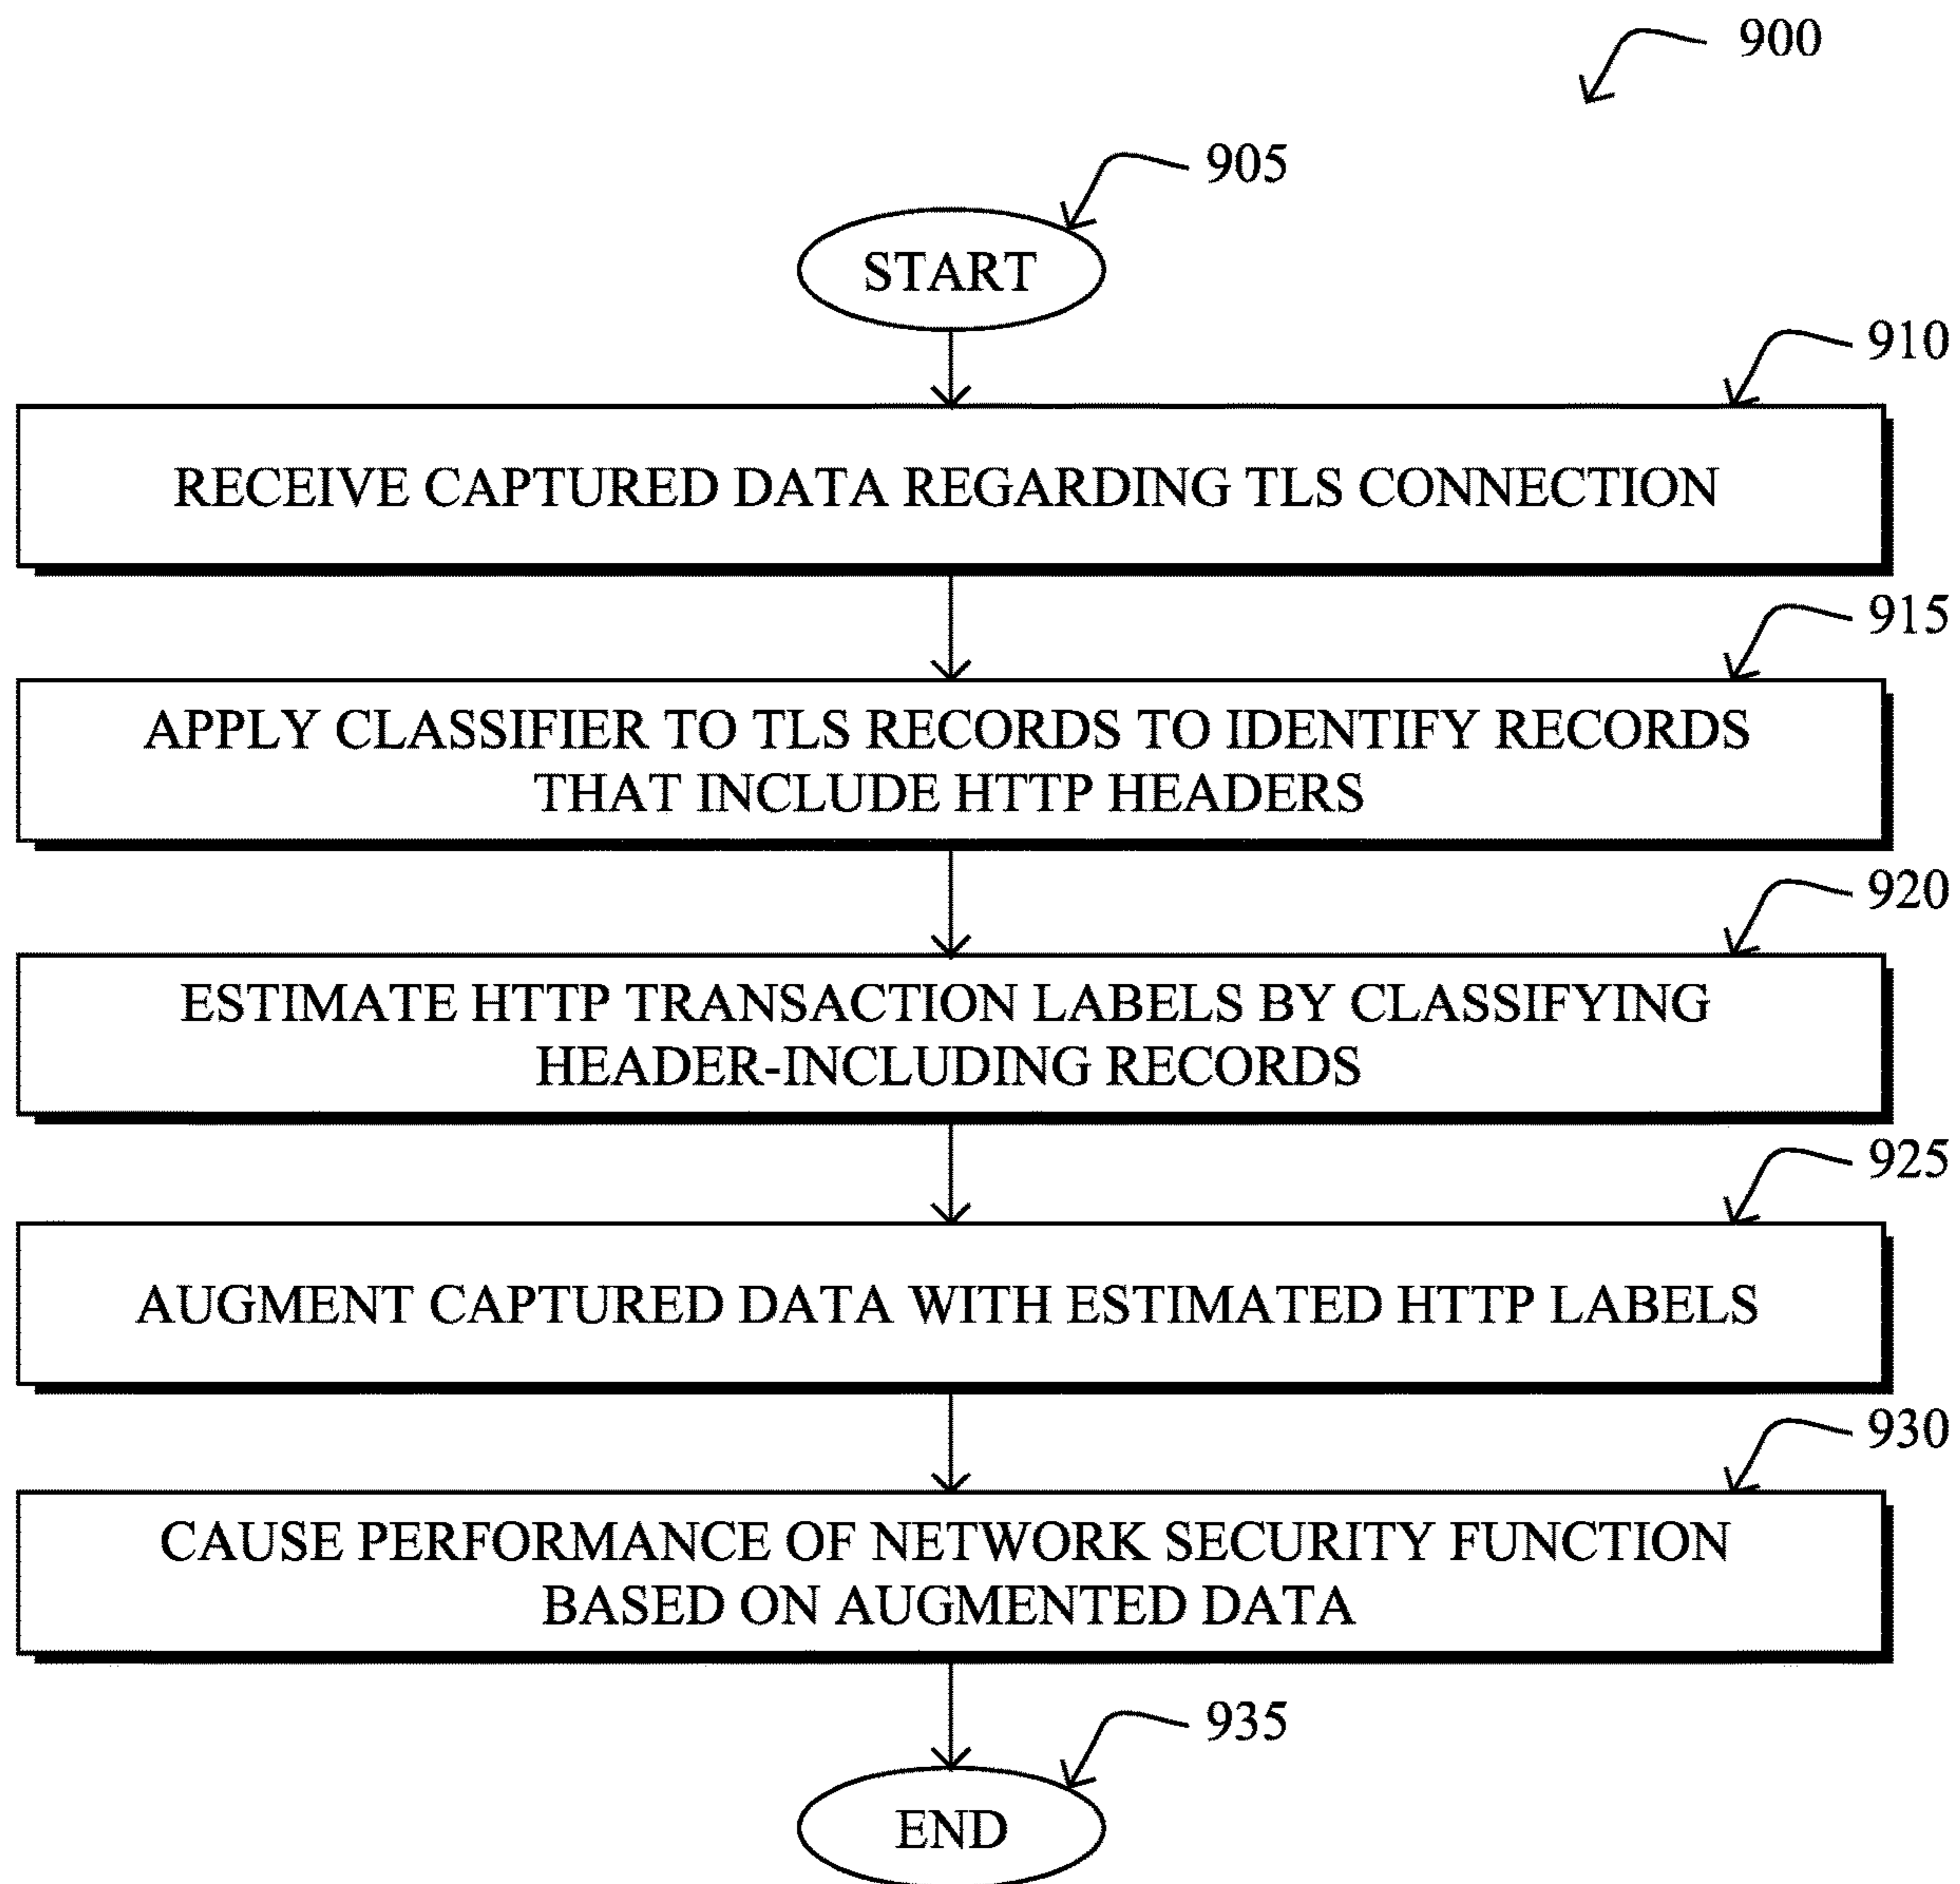 900
905
START
910
RECEIVE CAPTURED DATA REGARDING TLS CONNECTION
915
APPLY CLASSIFIER TO TLS RECORDS TO IDENTIFY RECORDS
THAT INCLUDE HTTP HEADERS
920
ESTIMATE HTTP TRANSACTION LABELS BY CLASSIFYING
HEADER-INCLUDING RECORDS
925
AUGMENT CAPTURED DATA WITH ESTIMATED HTTP LABELS
930
CAUSE PERFORMANCE OF NETWORK SECURITY FUNCTION
BASED ON AUGMENTED DATA
935
END